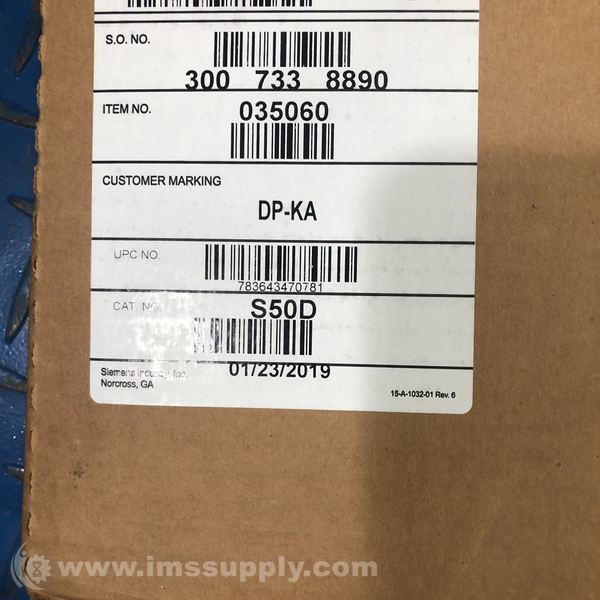 S.O. NO.
300 733 8890
ITEM NO.
035060
CUSTOMER MARKING
DP-KA
UPC NO.
783643470781
CAT NO.
S50D
01/23/2019
Siemens Industry, Inc.
Norcross, GA
15-A-1032-01 Rev. 6
www.imssupply.com